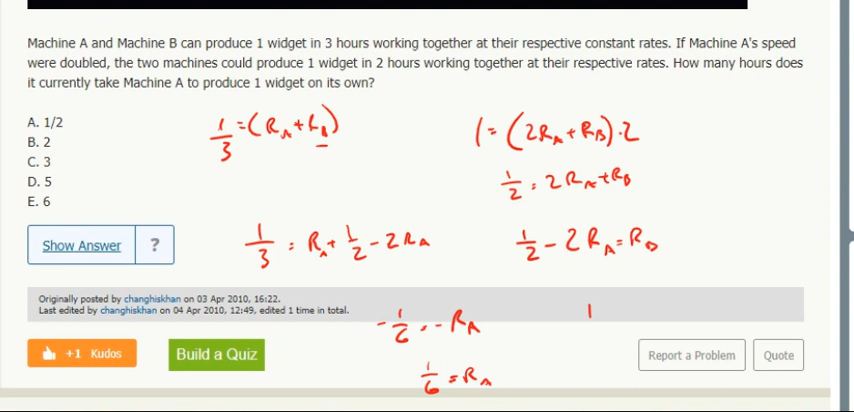 Machine A and Machine B can produce 1 widget in 3 hours working together at their respective constant rates. If Machine A's speed
were doubled, the two machines could produce 1 widget in 2 hours working together at their respective rates. How many hours does
it currently take Machine A to produce 1 widget on its own?
A. 1/2
B. 2
C. 3
D. 5
E. 6
1/3 = (R_A + R_B)
1 = (2R_A + R_B) · 2
1/2 = 2R_A + R_B
1/3 = R_A + 1/2 - 2R_A
1/2 - 2R_A = R_B
Show Answer ?
Originally posted by changhiskhan on 03 Apr 2010, 16:22.
Last edited by changhiskhan on 04 Apr 2010, 12:49, edited 1 time in total.
-1/6 = -R_A
1
+1 Kudos Build a Quiz Report a Problem Quote
1/6 = R_A